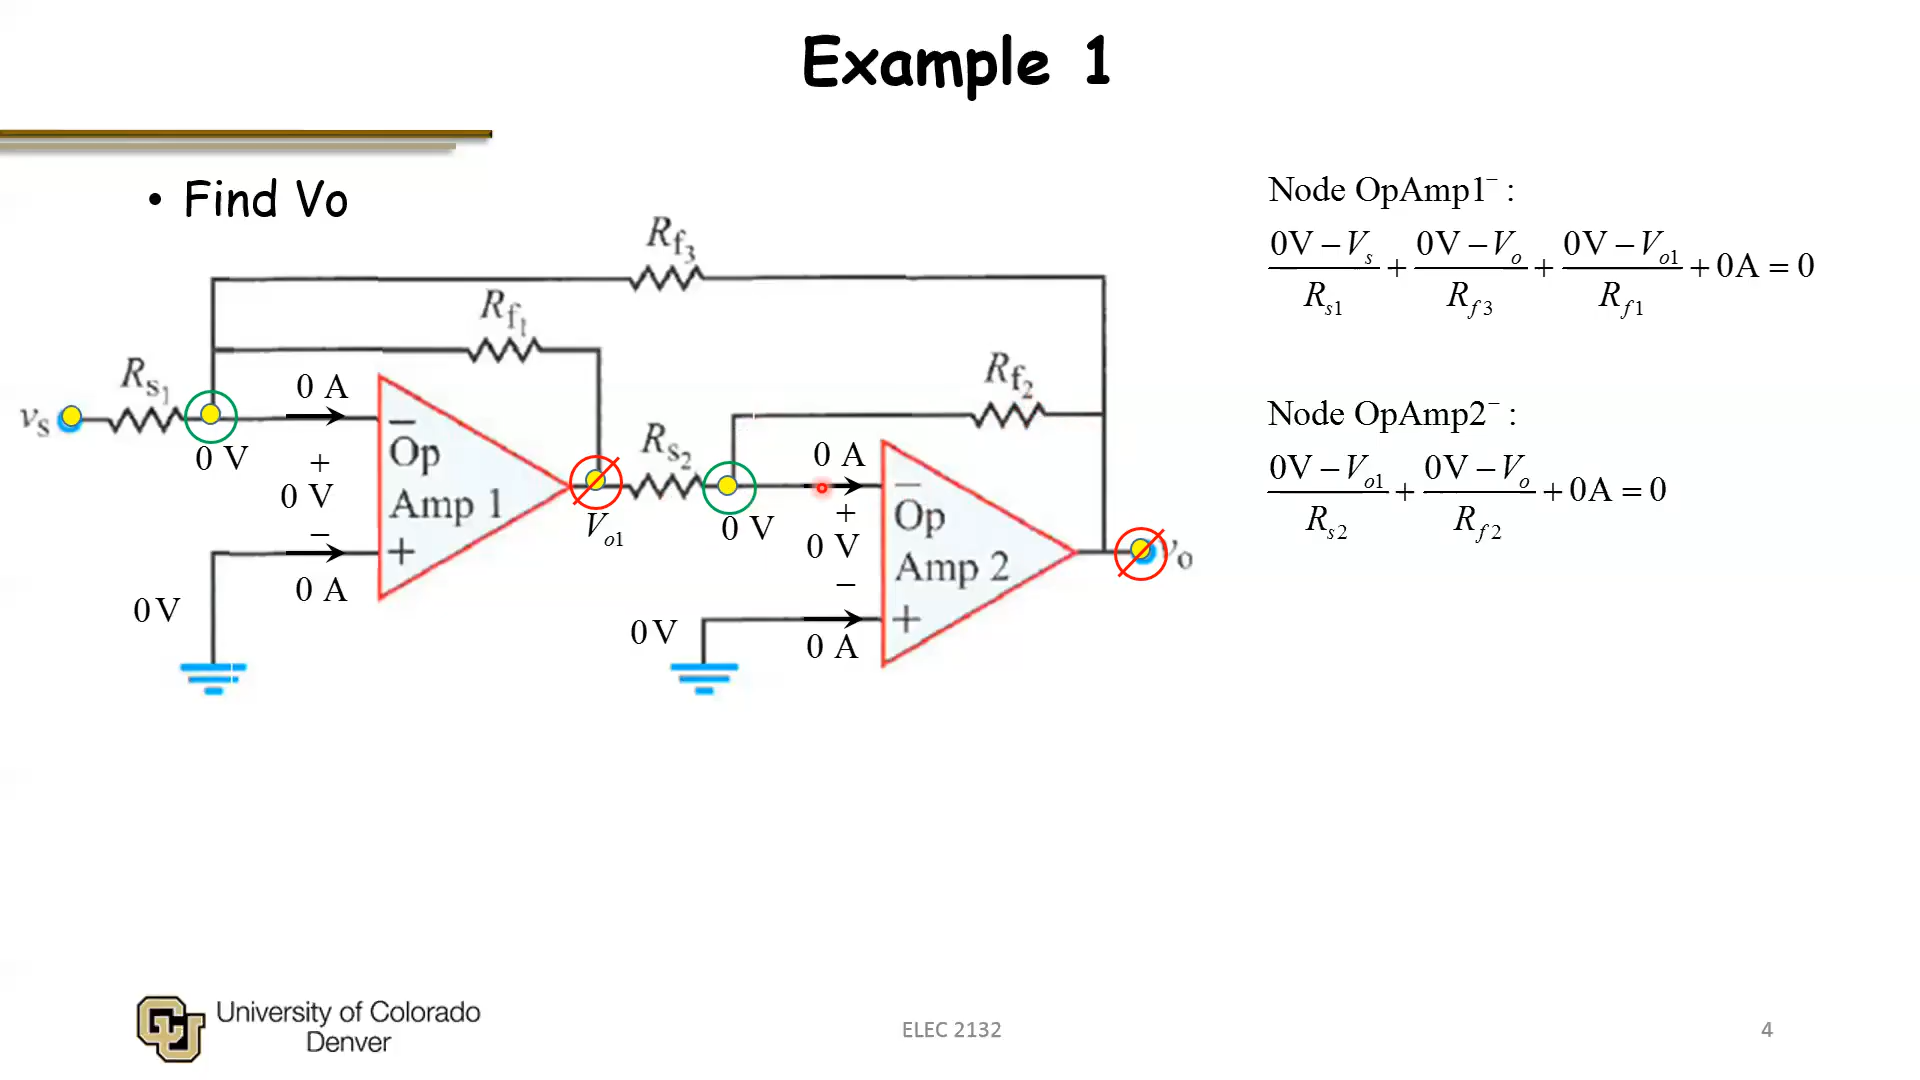 Example 1
• Find Vo
Rf3
Rf1
Rs1
vs
0 A
0 V
+
0 V
−
0 A
0V
−
Op
Amp 1
+
Vo1
Rs2
0 V
Rf2
0 A
+
0 V
−
0 A
0V
−
Op
Amp 2
+
vo
Node OpAmp1⁻ :
(0V − Vs)/Rs1 + (0V − Vo)/Rf3 + (0V − Vo1)/Rf1 + 0A = 0
Node OpAmp2⁻ :
(0V − Vo1)/Rs2 + (0V − Vo)/Rf2 + 0A = 0
University of Colorado
Denver
ELEC 2132
4